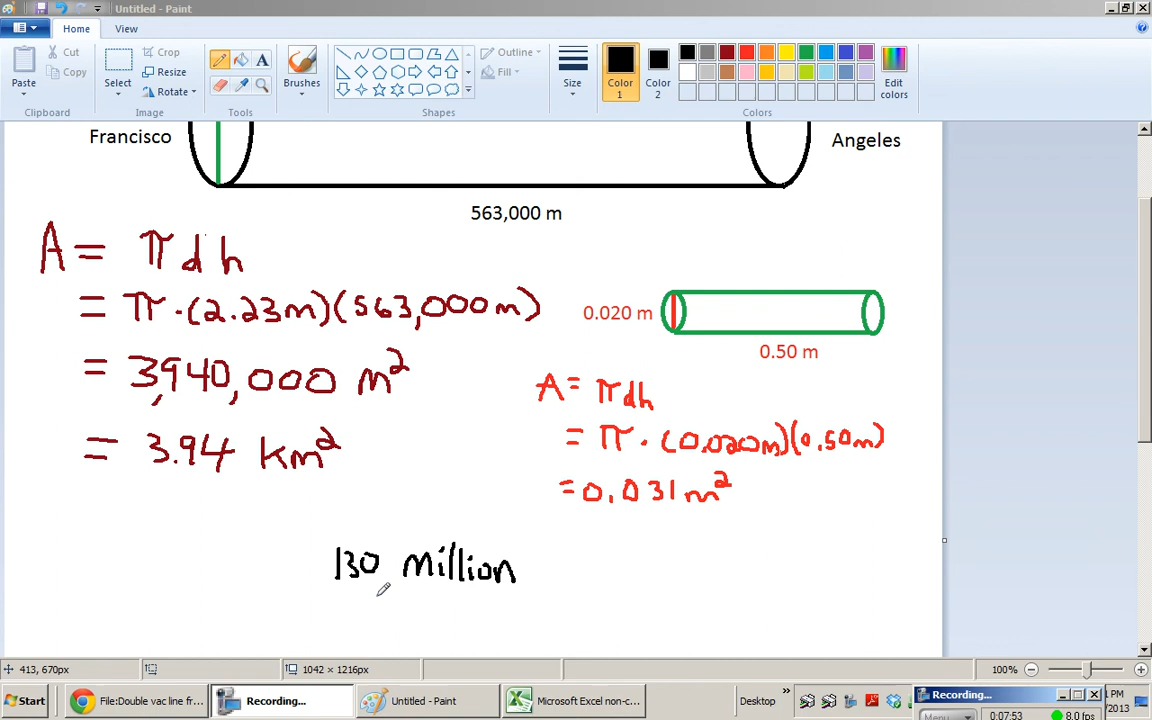 Untitled - Paint
Home View
Paste
Cut
Copy
Clipboard
Select
Crop
Resize
Rotate
Image
A
Tools
Brushes
Shapes
Outline
Fill
Size
Color 1
Color 2
Colors
Edit colors
Francisco
Angeles
563,000 m
A = π d h
= π · (2.23m)(563,000m)
= 3,940,000 m²
= 3.94 km²
0.020 m
0.50 m
A = πdh
= π · (0.020m)(0.50m)
= 0.031 m²
130 million
413, 670px
1042 × 1216px
100%
Start
File:Double vac line fr...
Recording...
Untitled - Paint
Microsoft Excel non-c...
Desktop
Recording...
Menu
0:07:53
8.0 fps